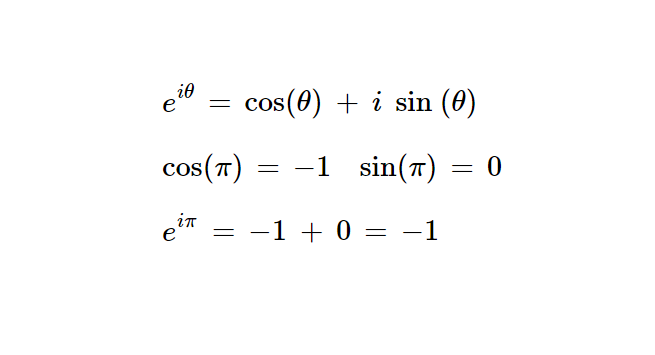 e^{iθ} = cos(θ) + i sin (θ)
cos(π) = −1 sin(π) = 0
e^{iπ} = −1 + 0 = −1